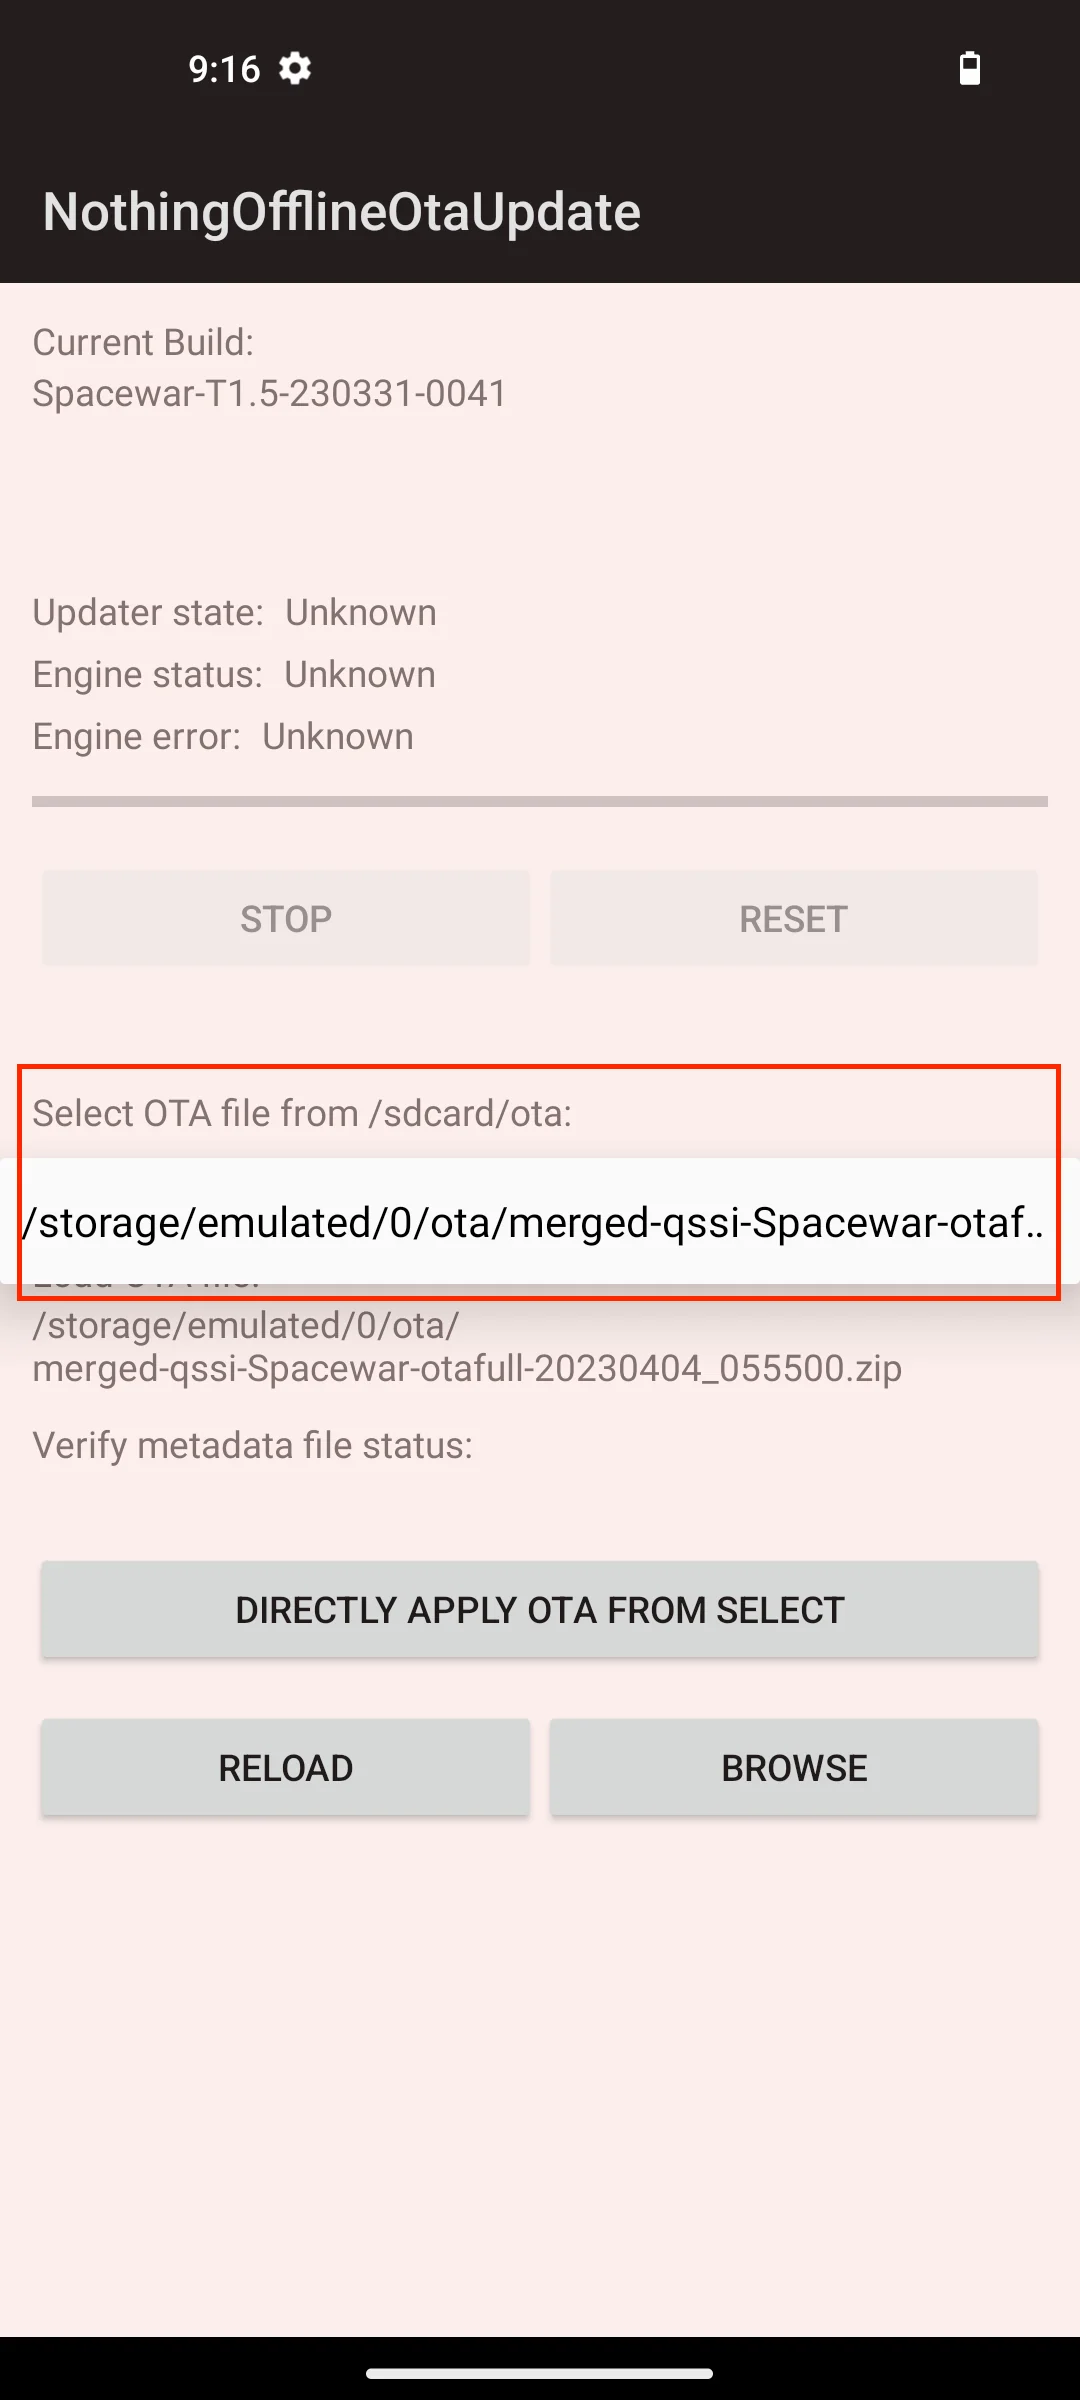 9:16
NothingOfflineOtaUpdate
Current Build:
Spacewar-T1.5-230331-0041
Updater state: Unknown
Engine status: Unknown
Engine error: Unknown
STOP RESET
Select OTA file from /sdcard/ota:
/storage/emulated/0/ota/merged-qssi-Spacewar-otaf..
/storage/emulated/0/ota/
merged-qssi-Spacewar-otafull-20230404_055500.zip
Verify metadata file status:
DIRECTLY APPLY OTA FROM SELECT
RELOAD BROWSE